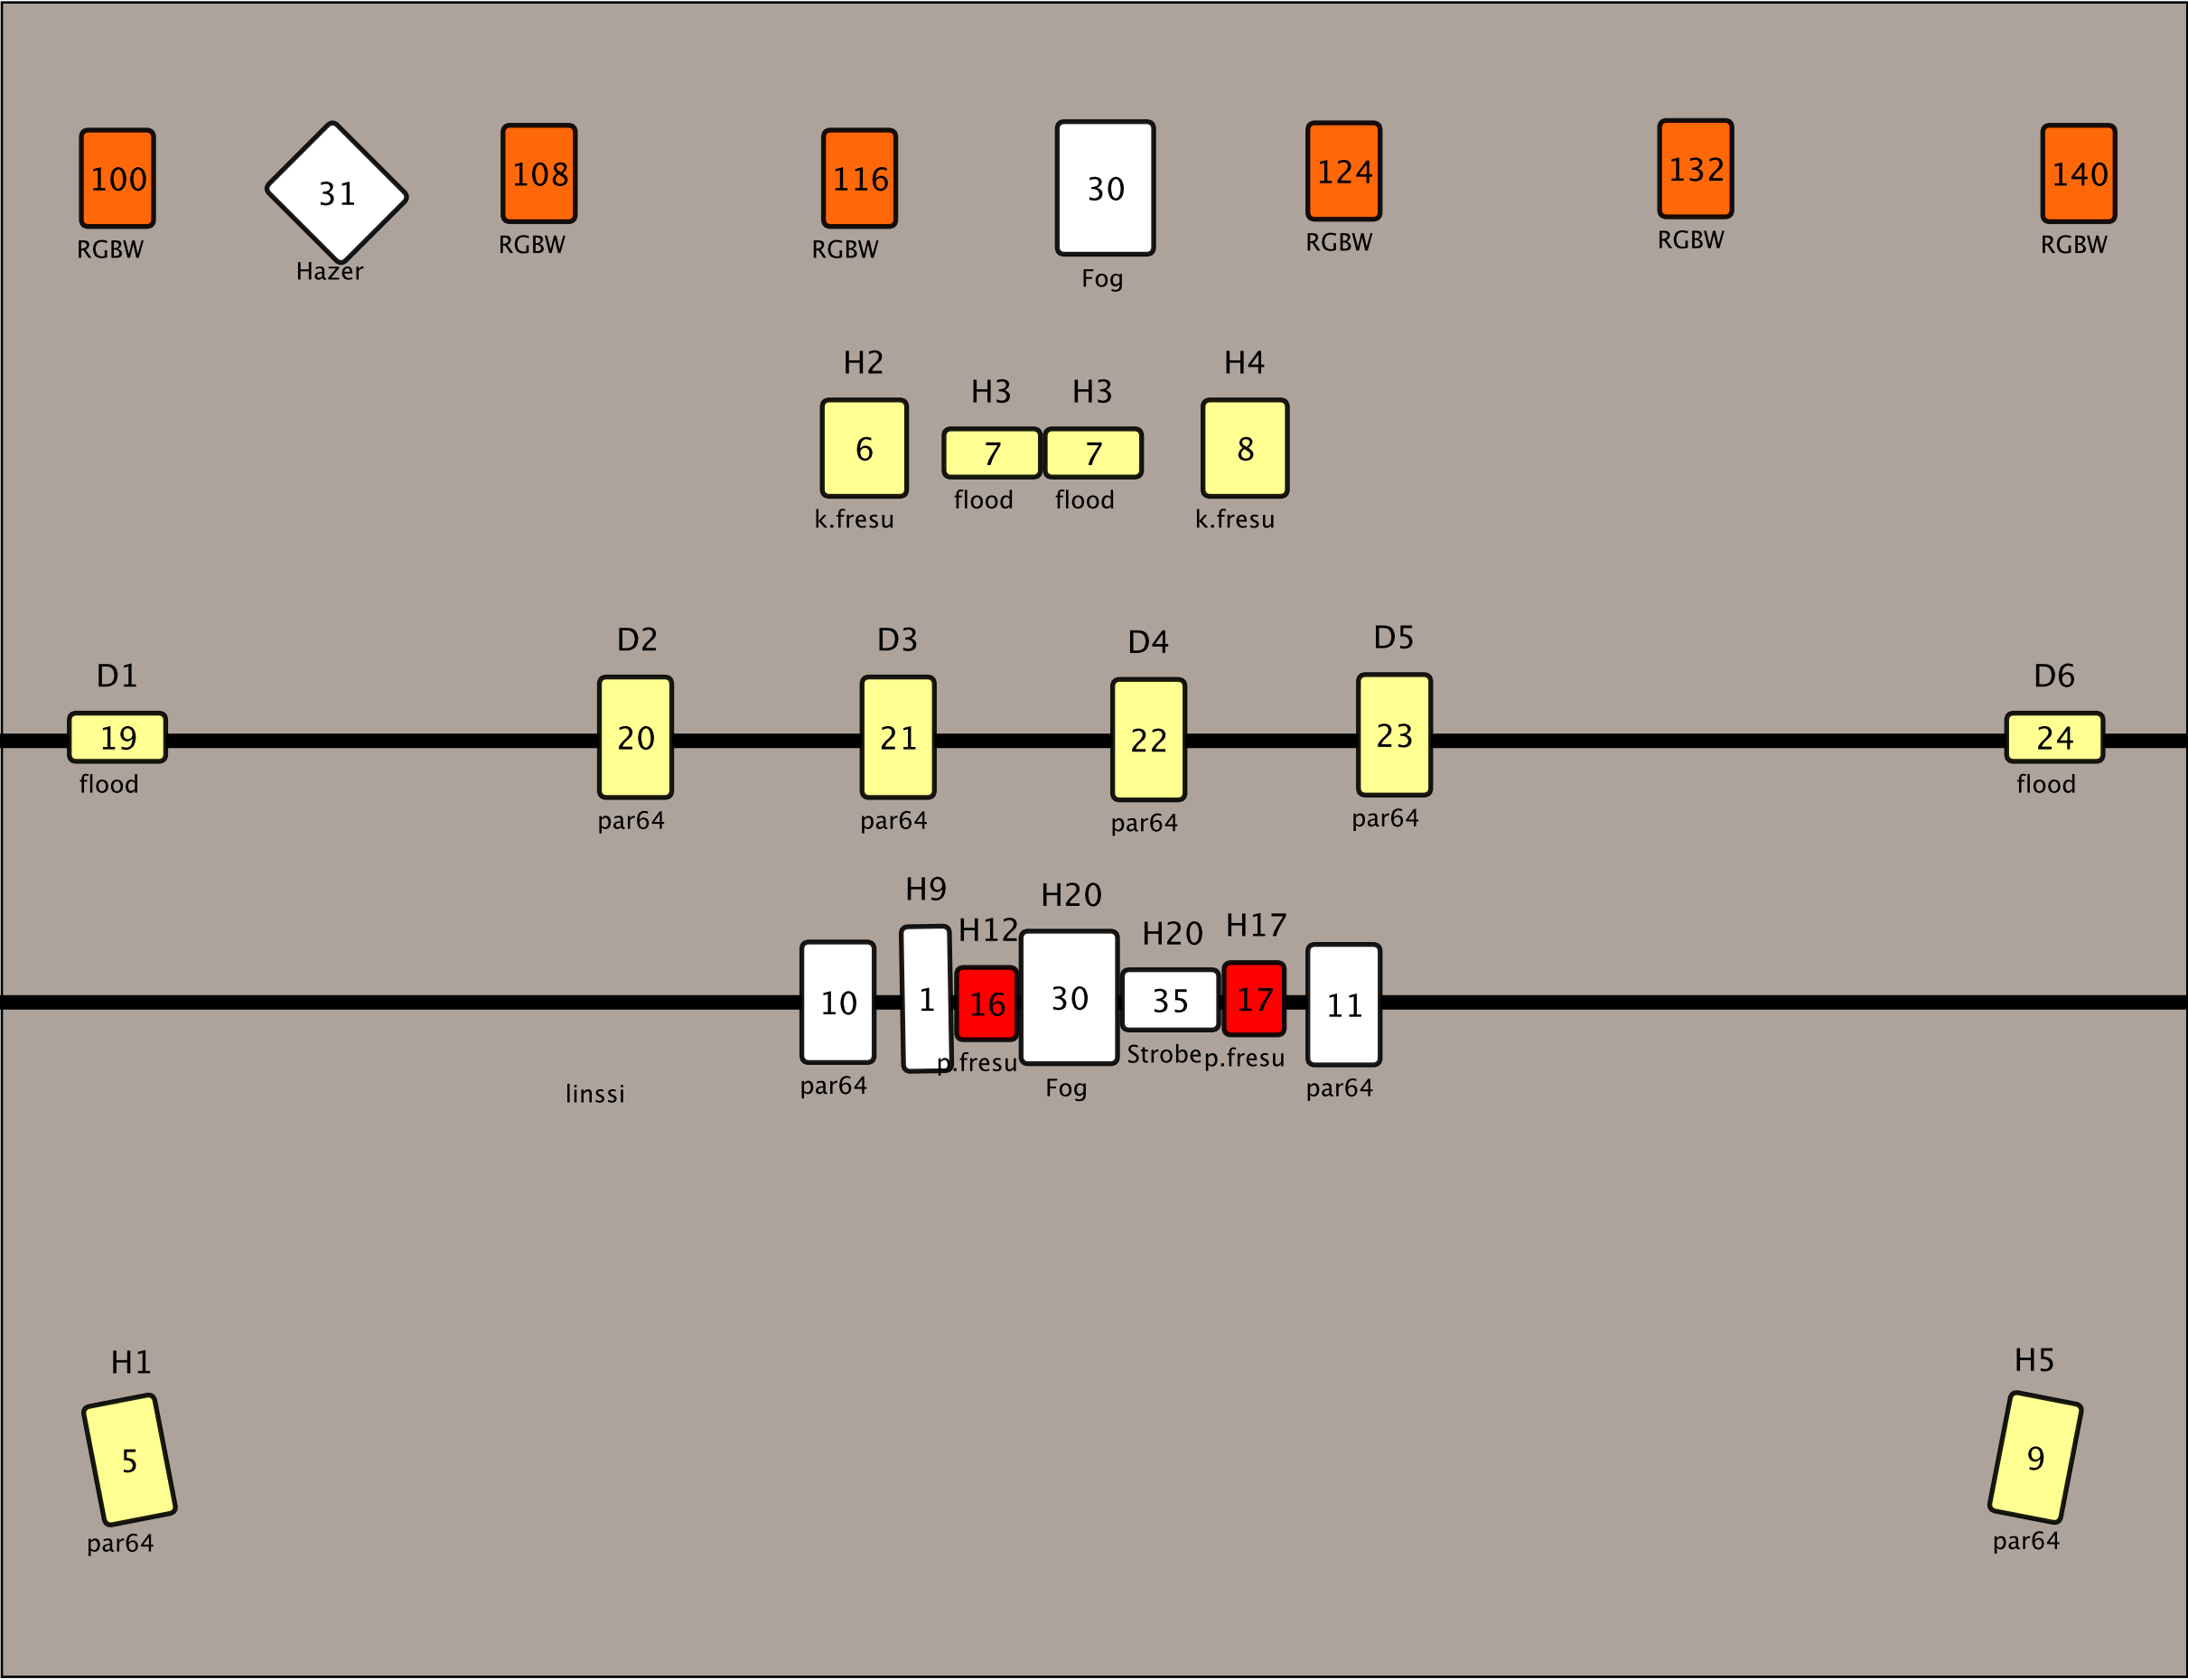 100
RGBW
31
Hazer
108
RGBW
116
RGBW
30
Fog
124
RGBW
132
RGBW
140
RGBW
H2
6
k.fresu
H3
7
flood
H3
7
flood
H4
8
k.fresu
D1
19
flood
D2
20
par64
D3
21
par64
D4
22
par64
D5
23
par64
D6
24
flood
linssi
10
par64
H9
1
H12
16
p.fresu
H20
30
Fog
H20
35
Strobe
H17
17
p.fresu
11
par64
H1
5
par64
H5
9
par64